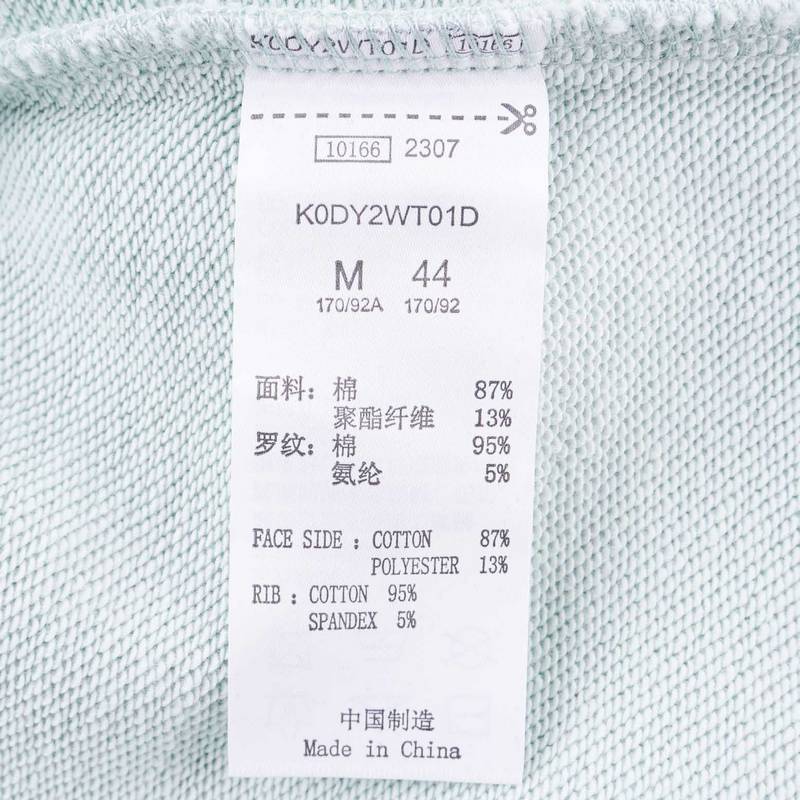 10166 2307
K0DY2WT01D
M 44
170/92A 170/92
面料：棉 87%
聚酯纤维 13%
罗纹：棉 95%
氨纶 5%
FACE SIDE : COTTON 87%
POLYESTER 13%
RIB : COTTON 95%
SPANDEX 5%
中国制造
Made in China